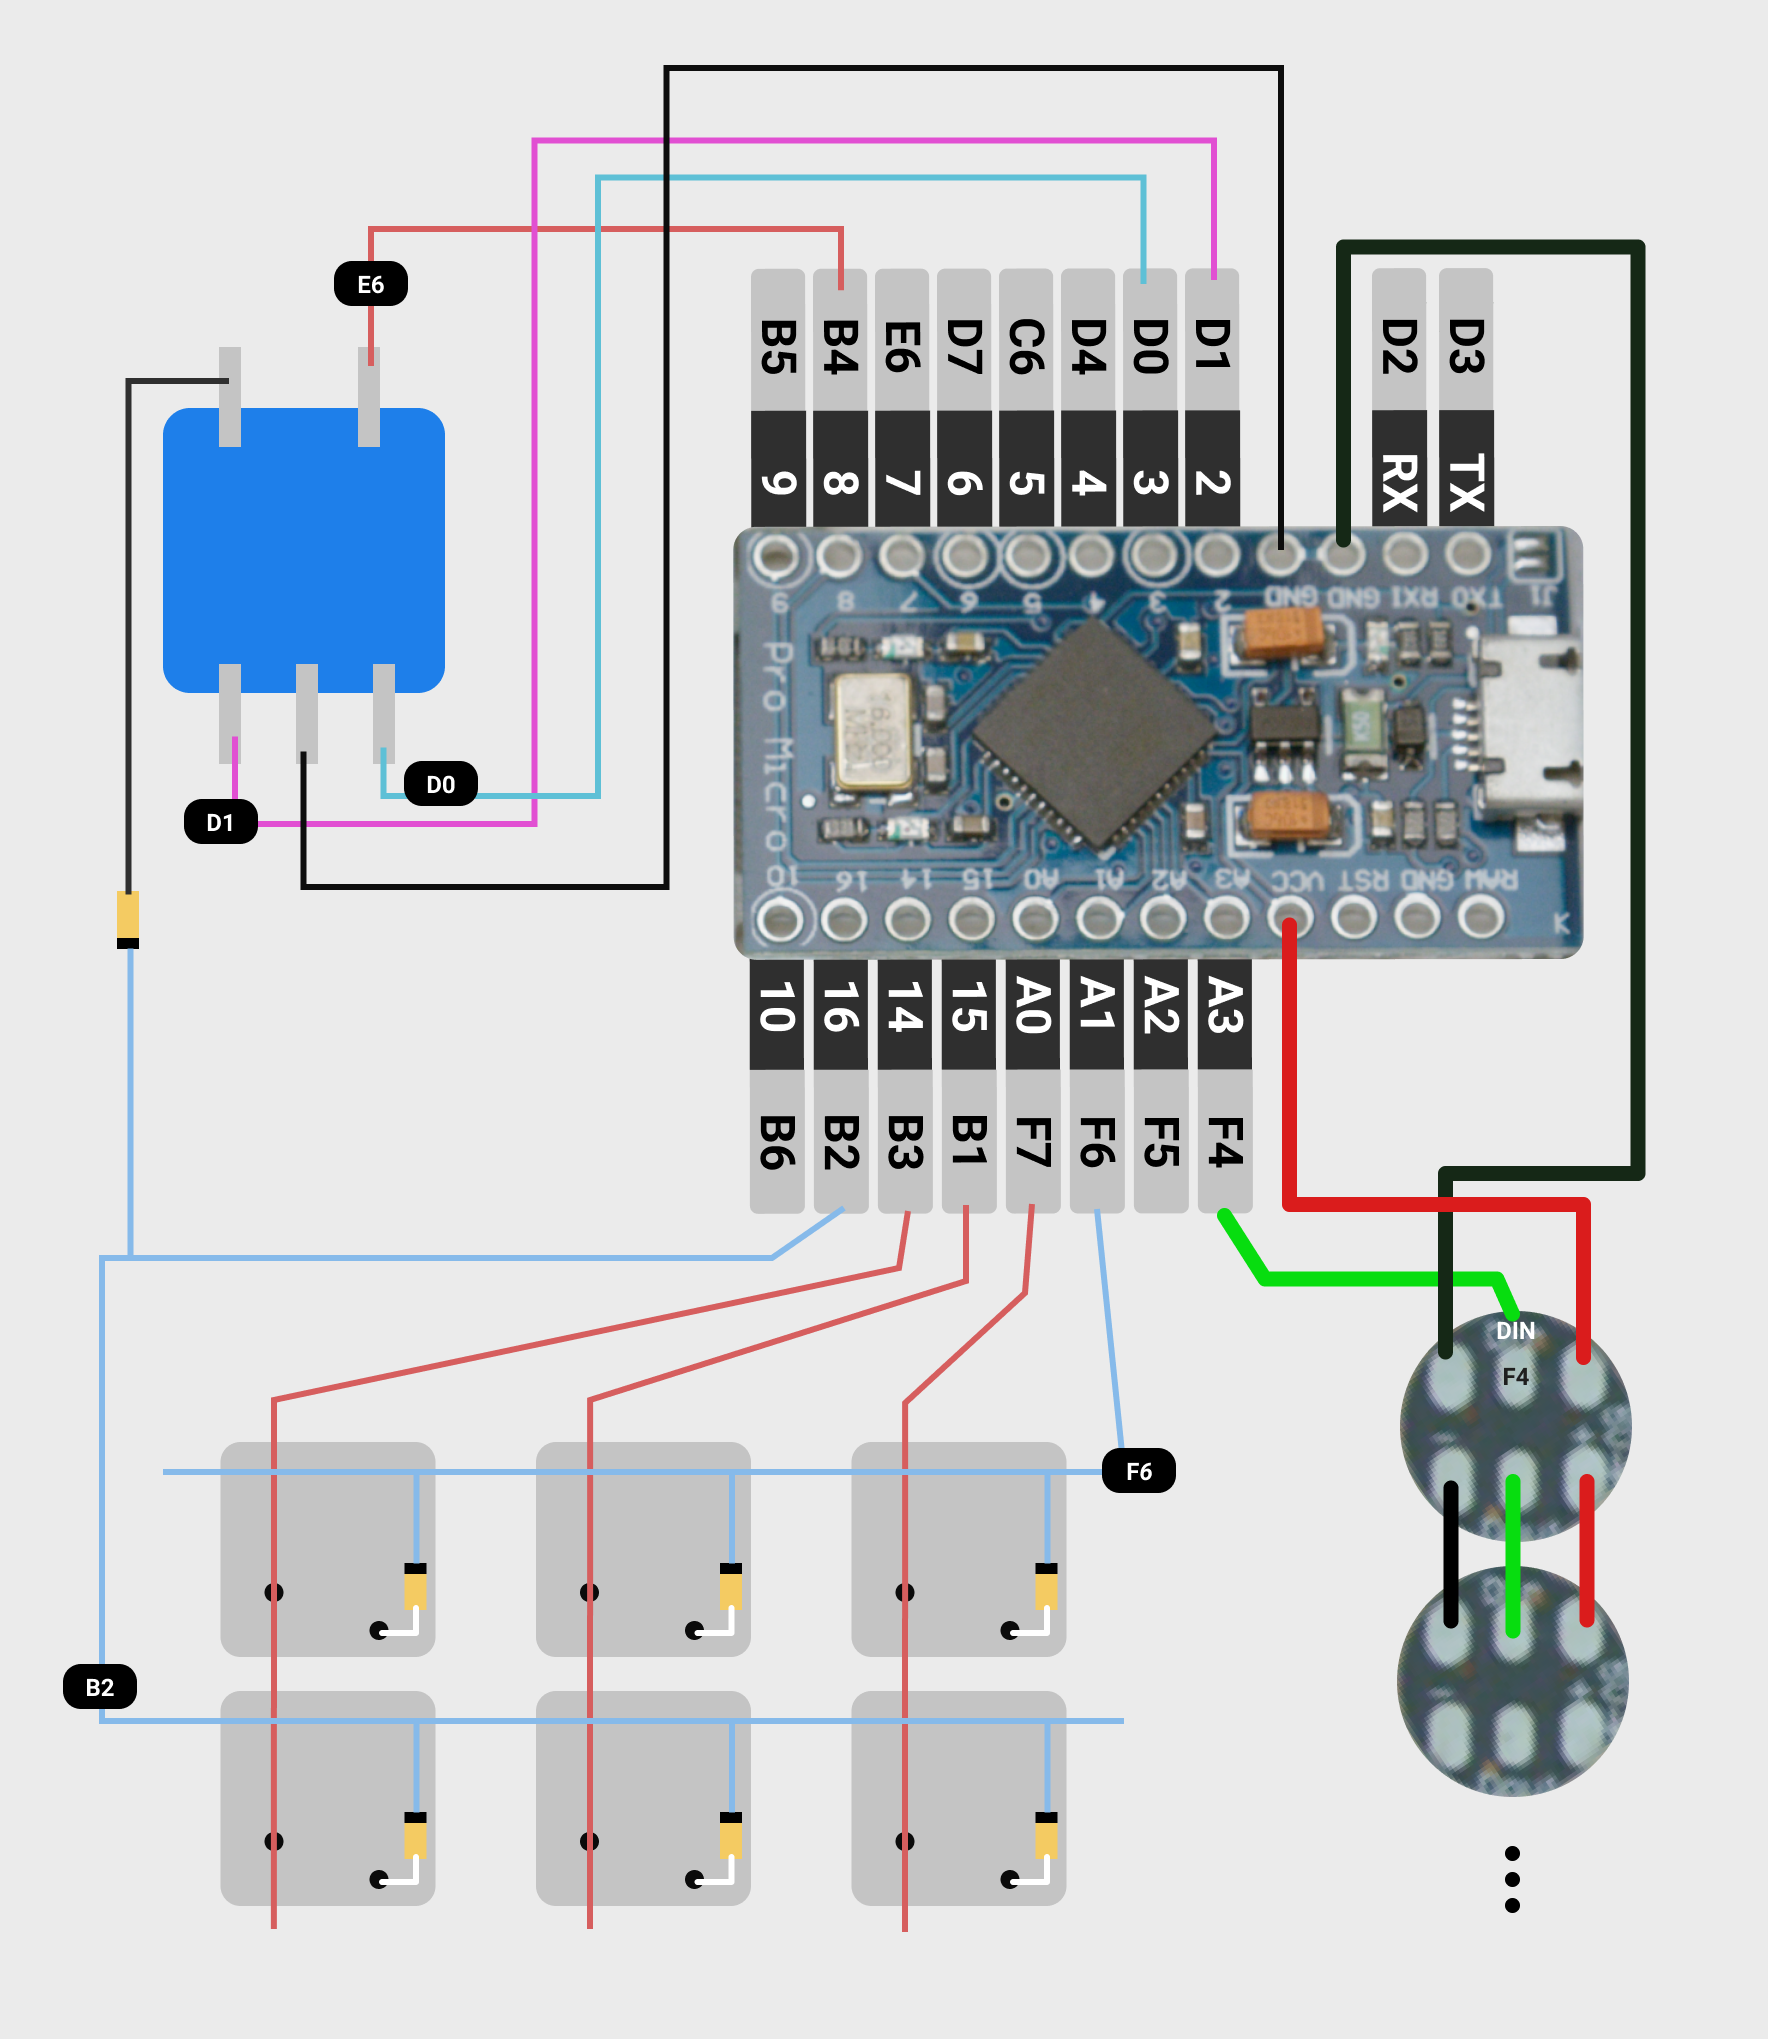 E6
B5 B4 E6 D7 C6 D4 D0 D1 D2 D3
9 8 7 6 5 4 3 2 RX TX
9 8 7 6 5 4 3 2 GND GND RXI TXO J1
Pro Micro
K50
D0
D1
10 16 14 15 A0 A1 A2 A3 VCC RST GND RAW
10 16 14 15 A0 A1 A2 A3
B6 B2 B3 B1 F7 F6 F5 F4
DIN
F4
F6
B2